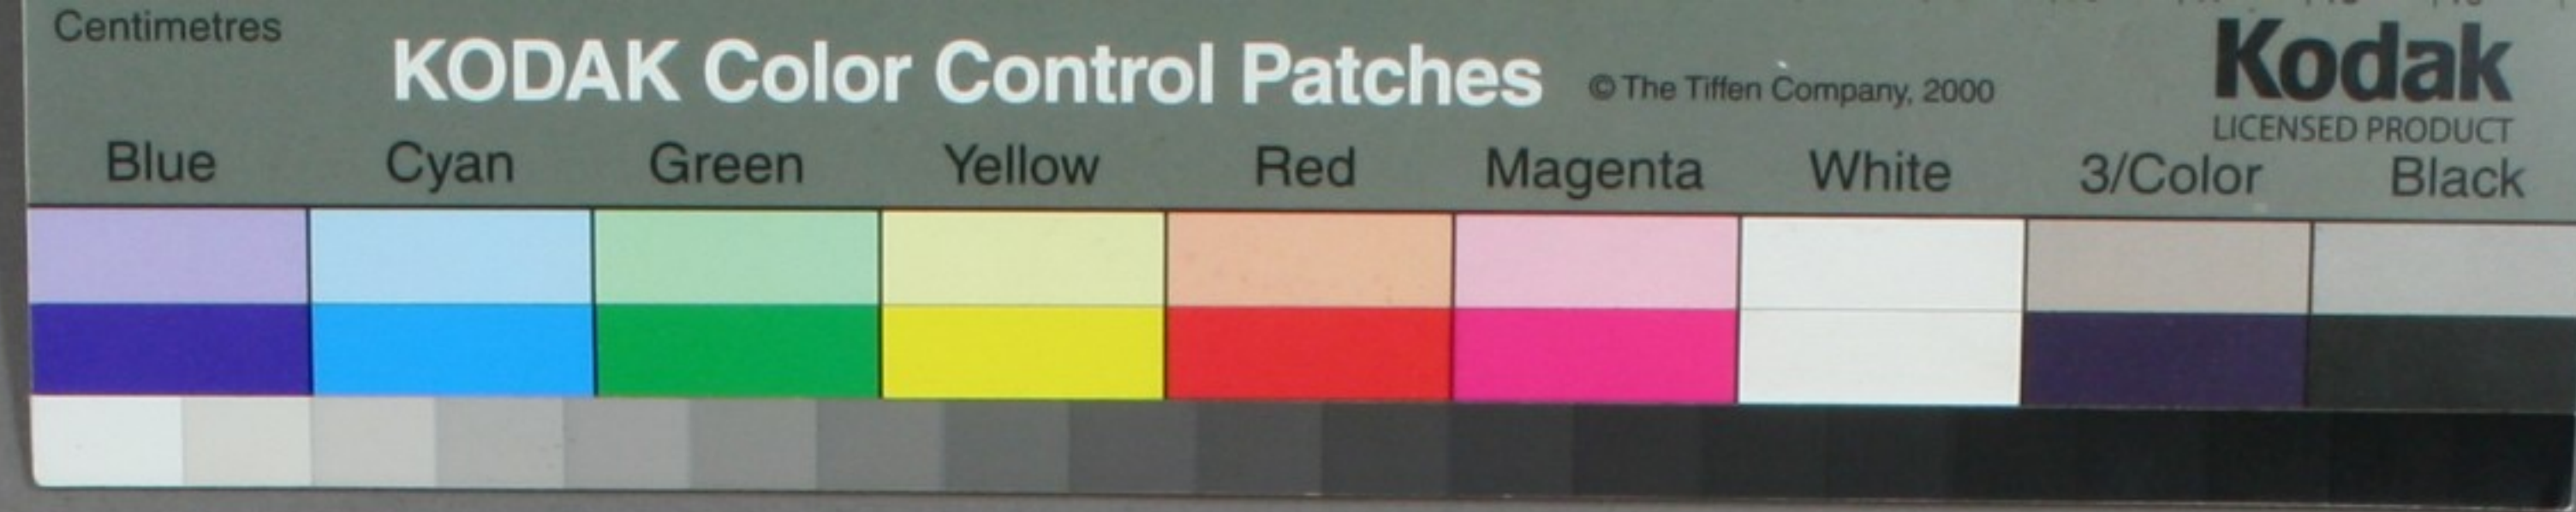 Centimetres
KODAK Color Control Patches
© The Tiffen Company, 2000
Kodak
LICENSED PRODUCT
Blue Cyan Green Yellow Red Magenta White 3/Color Black